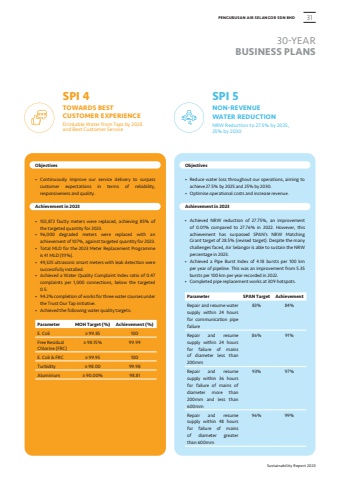 PENGURUSAN AIR SELANGOR SDN BHD 31
30-YEAR
BUSINESS PLANS
SPI 4
TOWARDS BEST
CUSTOMER EXPERIENCE
Drinkable Water from Taps by 2028
and Best Customer Service
Objectives
• Continuously improve our service delivery to outpass
customer expectations in terms of reliability,
responsiveness and quality.
Achievement in 2023
• 152,872 faulty meters were replaced, achieving 95% of
the targeted quantity for 2023.
• 96,000 degraded meters were replaced with an
achievement of 107%, against targeted quantity for 2023.
• Total MLD for the 2023 Meter Replacement Programme
is 41 MLD (111%).
• 49,525 ultrasonic smart meters with leak detection were
successfully installed.
• Achieved a Water Quality Complaint Index ratio of 0.47
complaints per 1,000 connections, below the targeted
0.5.
• 94.2% completion of works for three water courses under
the Trust Our Tap Initiative.
• Achieved the following water quality targets:
Parameter MOH Target (%) Achievement (%)
E. Coli ≥ 99.85 100
Free Residual ≥ 98.15% 99.99
Chlorine (FRC)
E. Coli & FRC ≥ 99.95 100
Turbidity ≥ 98.00 99.98
Aluminium ≥ 90.00% 98.81
SPI 5
NON-REVENUE
WATER REDUCTION
NRW Reduction to 27.5% by 2025,
25% by 2030
Objectives
• Reduce water loss throughout our operations, aiming to
achieve 27.5% by 2025 and 25% by 2030.
• Optimise operational costs and increase revenue.
Achievement in 2023
• Achieved NRW reduction of 27.75%, an improvement
of 0.01% compared to 27.76% in 2022. However, this
achievement has surpassed SPAN's NRW Matching
Grant target of 28.5% (revised target). Despite the many
challenges faced, Air Selangor is able to sustain the NRW
percentage in 2023.
• Achieved a Pipe Burst Index of 4.18 bursts per 100 km
per year of pipeline. This was an improvement from 5.35
bursts per 100 km per year recorded in 2022.
• Completed pipe replacement works at 309 hotspots.
Parameter SPAN Target Achievement
Repair and resume water 83% 84%
supply within 24 hours
for communication pipe
failure
Repair and resume 86% 91%
supply within 24 hours
for failure of mains
of diameter less than
200mm
Repair and resume 93% 97%
supply within 36 hours
for failure of mains of
diameter more than
200mm and less than
600mm
Repair and resume 96% 99%
supply within 48 hours
for failure of mains
of diameter greater
than 600mm
Sustainability Report 2023